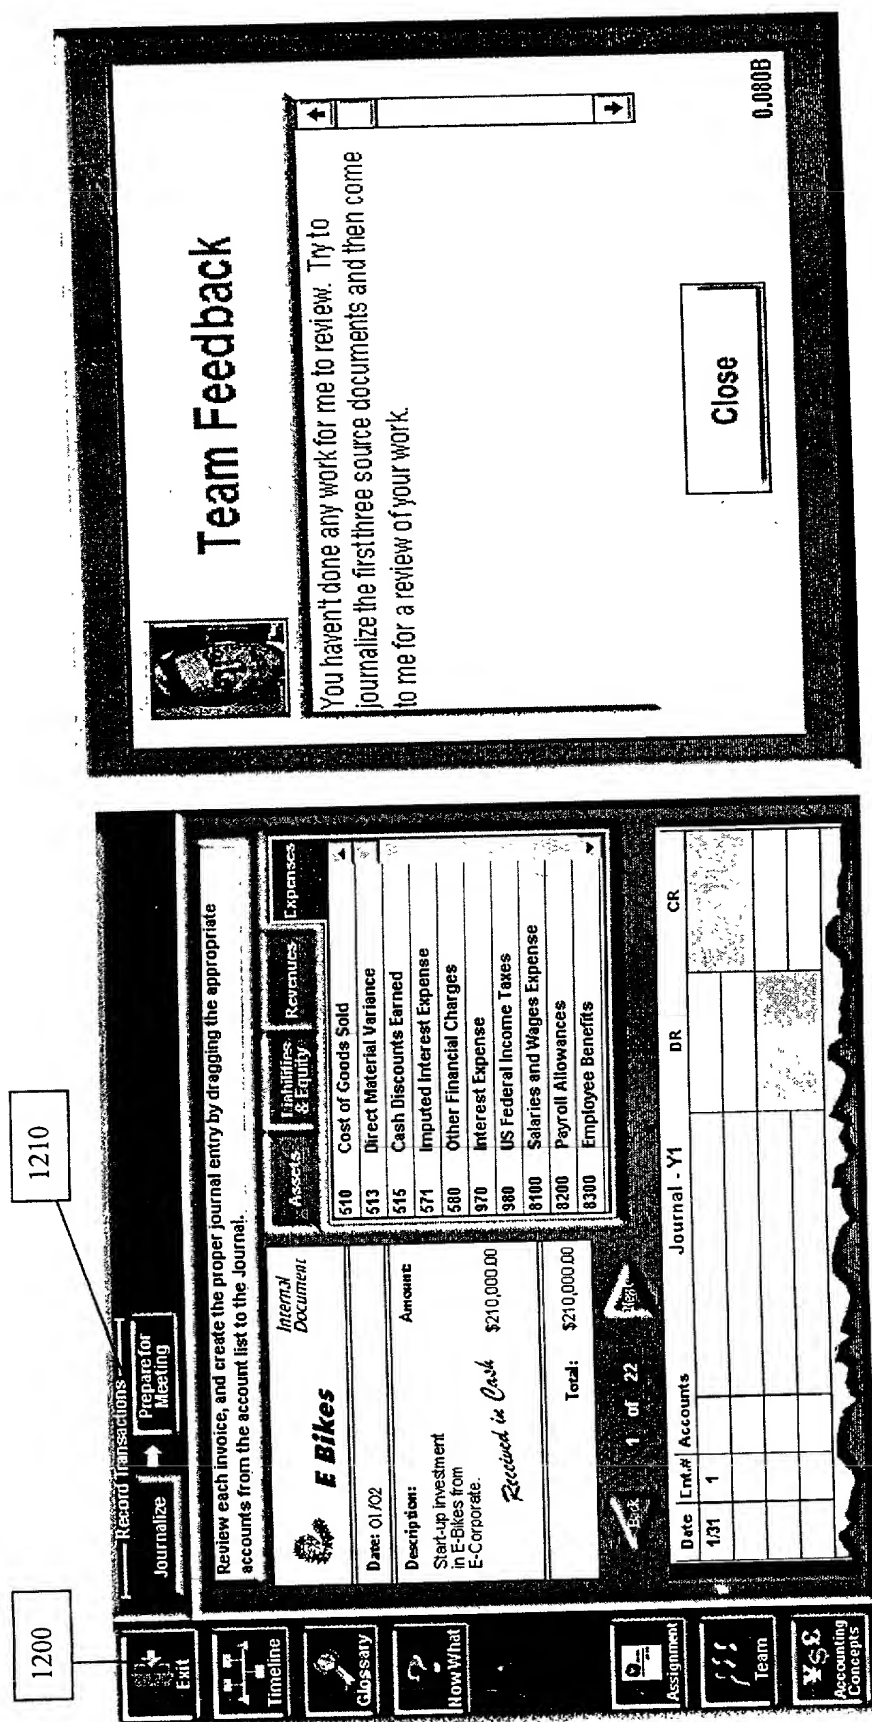 1200
1210
Exit
Timeline
Glossary
Now What
Assignment
Team
¥$£
Accounting
Concepts
Record Transactions
Journalize
Prepare for
Meeting
Review each invoice, and create the proper journal entry by dragging the appropriate
accounts from the account list to the Journal.
E Bikes
Internal
Document
Date: 01/02
Description:
Amount:
Start-up investment
in E-Bikes from
E-Corporate.
Received in Cash
$210,000.00
Total: $210,000.00
Back
1 of 22
Next
Assets
Liabilities
& Equity
Revenues
Expenses
510 Cost of Goods Sold
513 Direct Material Variance
515 Cash Discounts Earned
571 Imputed Interest Expense
580 Other Financial Charges
970 Interest Expense
980 US Federal Income Taxes
8100 Salaries and Wages Expense
8200 Payroll Allowances
8300 Employee Benefits
Journal - Y1
Date Ent.# Accounts DR CR
1/31 1
Team Feedback
You haven't done any work for me to review. Try to
journalize the first three source documents and then come
to me for a review of your work.
Close
0.080B